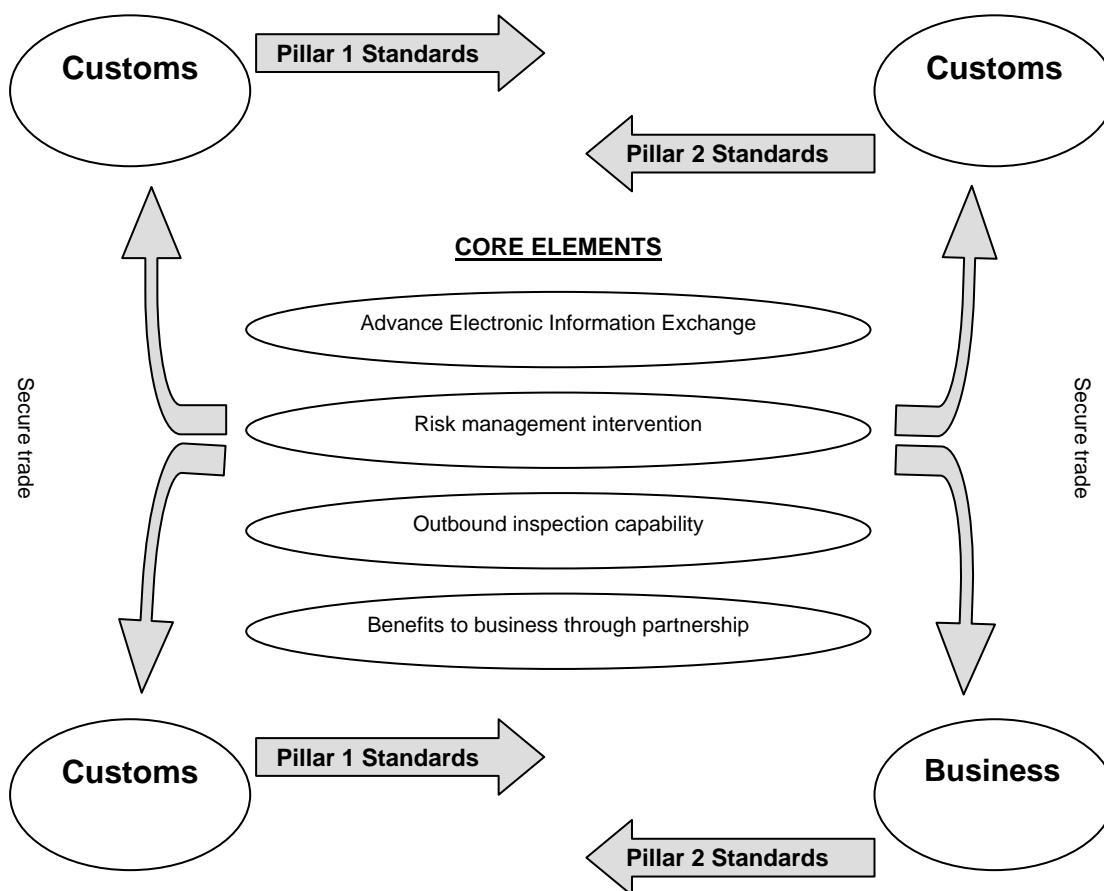 Customs
Pillar 1 Standards
Customs
Pillar 2 Standards
CORE ELEMENTS
Advance Electronic Information Exchange
Risk management intervention
Outbound inspection capability
Benefits to business through partnership
Secure trade
Secure trade
Customs
Pillar 1 Standards
Business
Pillar 2 Standards